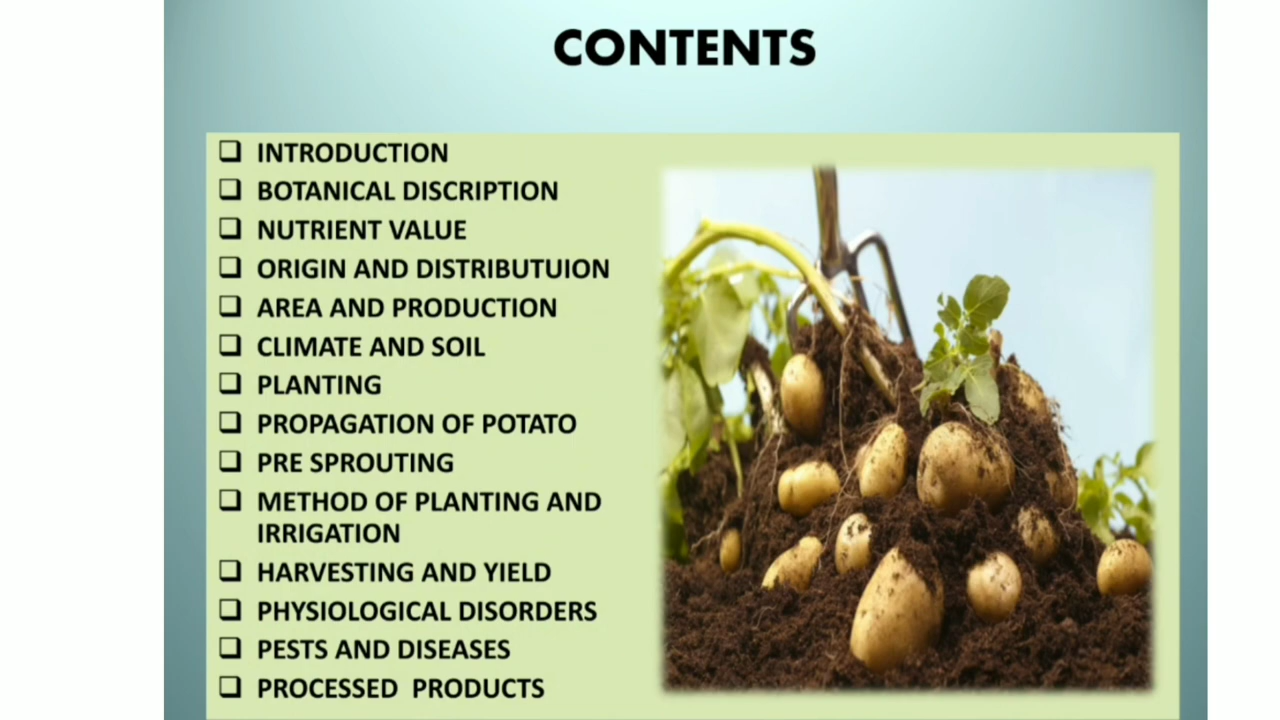 CONTENTS
❑ INTRODUCTION
❑ BOTANICAL DISCRIPTION
❑ NUTRIENT VALUE
❑ ORIGIN AND DISTRIBUTUION
❑ AREA AND PRODUCTION
❑ CLIMATE AND SOIL
❑ PLANTING
❑ PROPAGATION OF POTATO
❑ PRE SPROUTING
❑ METHOD OF PLANTING AND
IRRIGATION
❑ HARVESTING AND YIELD
❑ PHYSIOLOGICAL DISORDERS
❑ PESTS AND DISEASES
❑ PROCESSED PRODUCTS